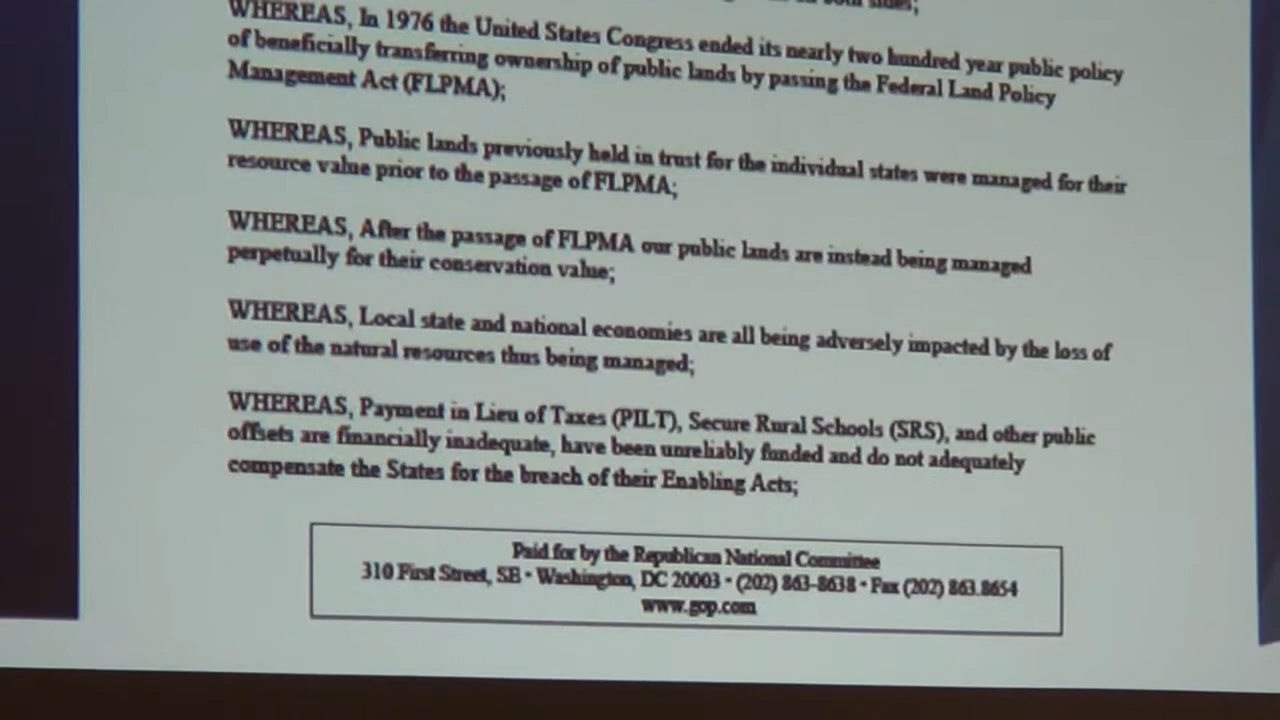 both sides;
WHEREAS, In 1976 the United States Congress ended its nearly two hundred year public policy
of beneficially transferring ownership of public lands by passing the Federal Land Policy
Management Act (FLPMA);
WHEREAS, Public lands previously held in trust for the individual states were managed for their
resource value prior to the passage of FLPMA;
WHEREAS, After the passage of FLPMA our public lands are instead being managed
perpetually for their conservation value;
WHEREAS, Local state and national economies are all being adversely impacted by the loss of
use of the natural resources thus being managed;
WHEREAS, Payment in Lieu of Taxes (PILT), Secure Rural Schools (SRS), and other public
offsets are financially inadequate, have been unreliably funded and do not adequately
compensate the States for the breach of their Enabling Acts;
Paid for by the Republican National Committee
310 First Street, SE • Washington, DC 20003 • (202) 863-8638 • Fax (202) 863.8654
www.gop.com